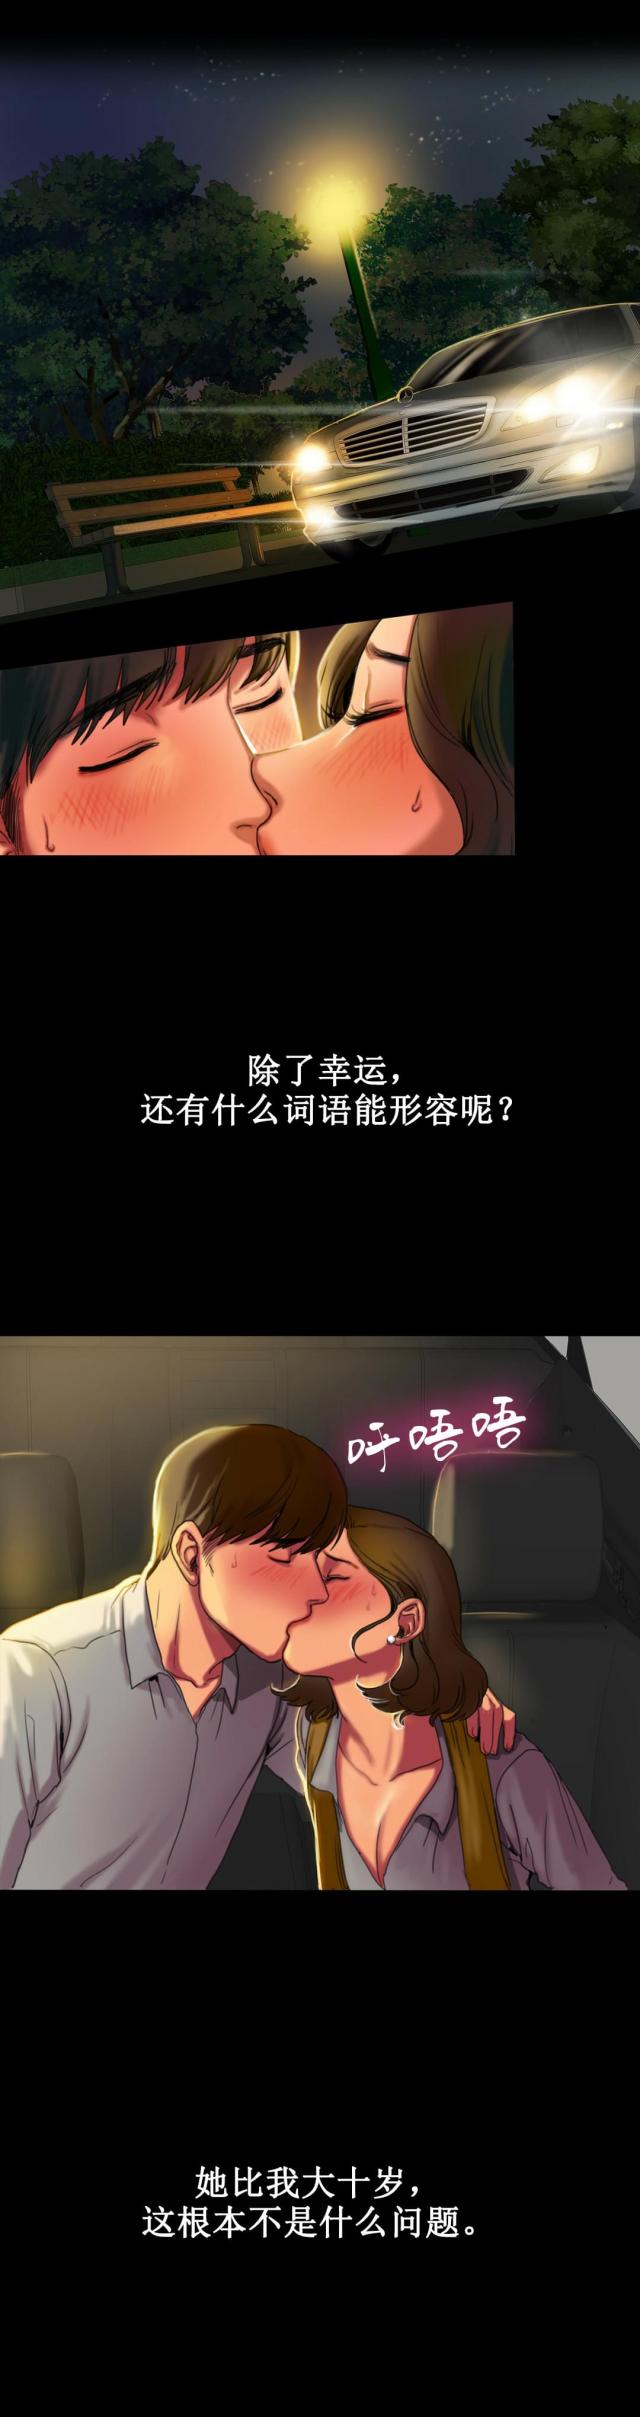 除了幸运，
还有什么词语能形容呢？
呼唔唔
她比我大十岁，
这根本不是什么问题。